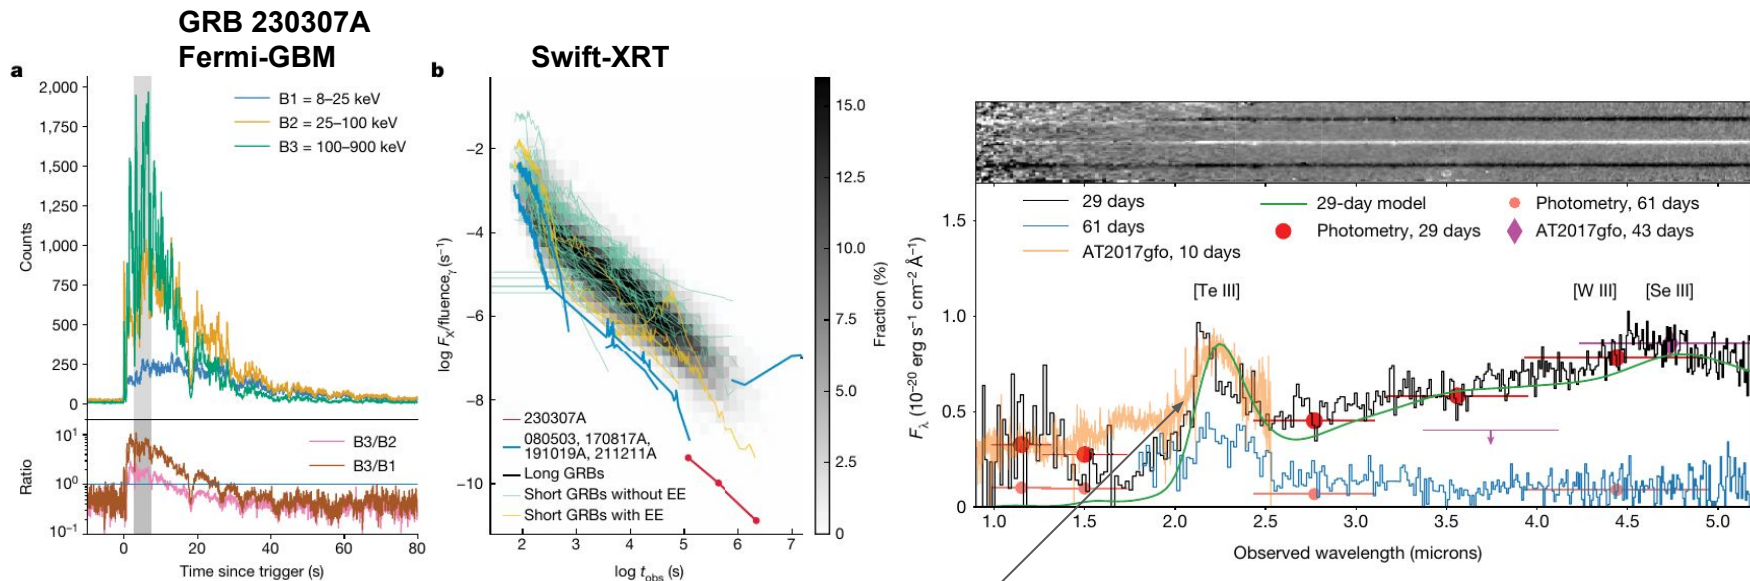 GRB 230307A
Fermi-GBM
Swift-XRT
a
2,000
1,750
1,500
1,250
1,000
750
500
250
0
Counts
B1 = 8–25 keV
B2 = 25–100 keV
B3 = 100–900 keV
10¹
10⁰
10⁻¹
Ratio
B3/B2
B3/B1
0
20
40
60
80
Time since trigger (s)
b
−2
−4
−6
−8
−10
log Fₓ/fluenceᵧ (s⁻¹)
230307A
080503, 170817A,
191019A, 211211A
Long GRBs
Short GRBs without EE
Short GRBs with EE
2
3
4
5
6
7
log t_obs (s)
15.0
12.5
10.0
7.5
5.0
2.5
0
Fraction (%)
29 days
61 days
AT2017gfo, 10 days
29-day model
Photometry, 29 days
Photometry, 61 days
AT2017gfo, 43 days
[Te III]
[W III]
[Se III]
1.5
1.0
0.5
0
F_λ (10⁻²⁰ erg s⁻¹ cm⁻² Å⁻¹)
1.0
1.5
2.0
2.5
3.0
3.5
4.0
4.5
5.0
Observed wavelength (microns)